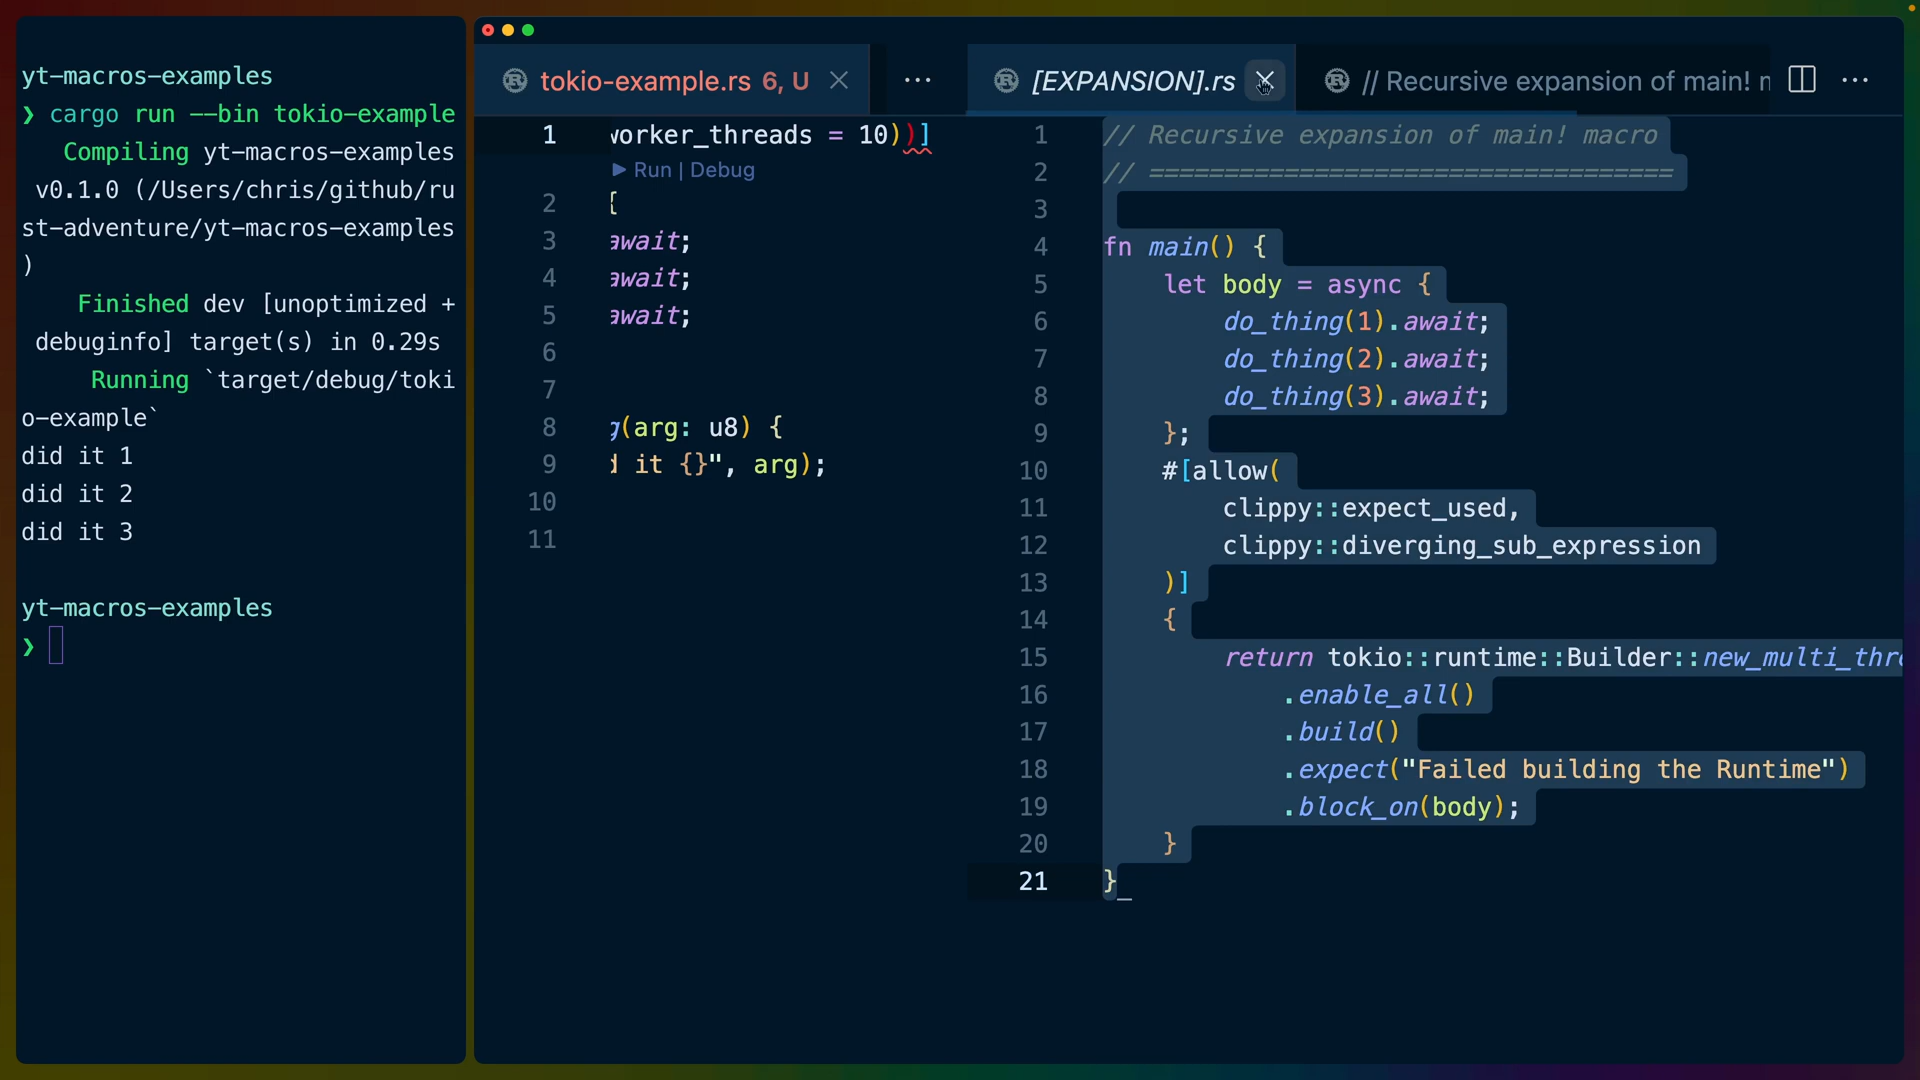 yt-macros-examples
❯ cargo run --bin tokio-example
Compiling yt-macros-examples
v0.1.0 (/Users/chris/github/ru
st-adventure/yt-macros-examples
)
Finished dev [unoptimized +
debuginfo] target(s) in 0.29s
Running `target/debug/toki
o-example`
did it 1
did it 2
did it 3
yt-macros-examples
❯
tokio-example.rs 6, U
1 worker_threads = 10))]
Run | Debug
2 {
3 await;
4 await;
5 await;
6
7
8 (arg: u8) {
9 it {}", arg);
10
11
[EXPANSION].rs
// Recursive expansion of main!
1 // Recursive expansion of main! macro
2 // ===================================
3
4 fn main() {
5 let body = async {
6 do_thing(1).await;
7 do_thing(2).await;
8 do_thing(3).await;
9 };
10 #[allow(
11 clippy::expect_used,
12 clippy::diverging_sub_expression
13 )]
14 {
15 return tokio::runtime::Builder::new_multi_thr
16 .enable_all()
17 .build()
18 .expect("Failed building the Runtime")
19 .block_on(body);
20 }
21 }